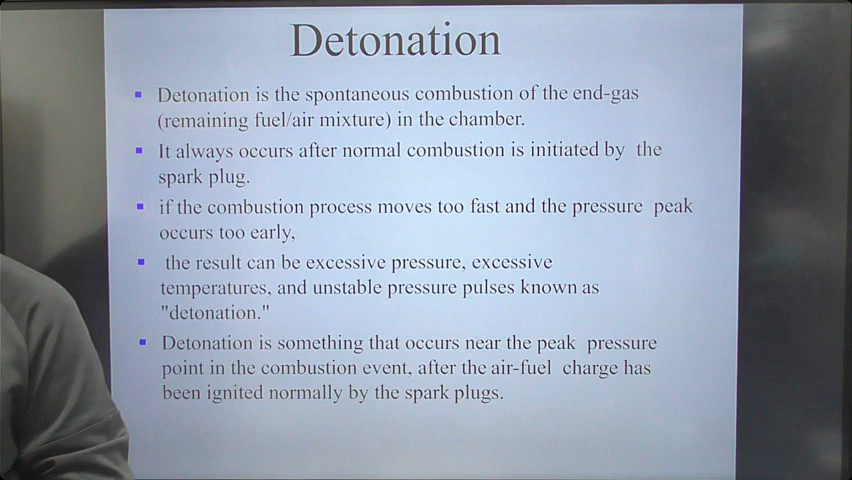 Detonation
Detonation is the spontaneous combustion of the end-gas
(remaining fuel/air mixture) in the chamber.
It always occurs after normal combustion is initiated by the
spark plug.
if the combustion process moves too fast and the pressure peak
occurs too early,
the result can be excessive pressure, excessive
temperatures, and unstable pressure pulses known as
"detonation."
Detonation is something that occurs near the peak pressure
point in the combustion event, after the air-fuel charge has
been ignited normally by the spark plugs.